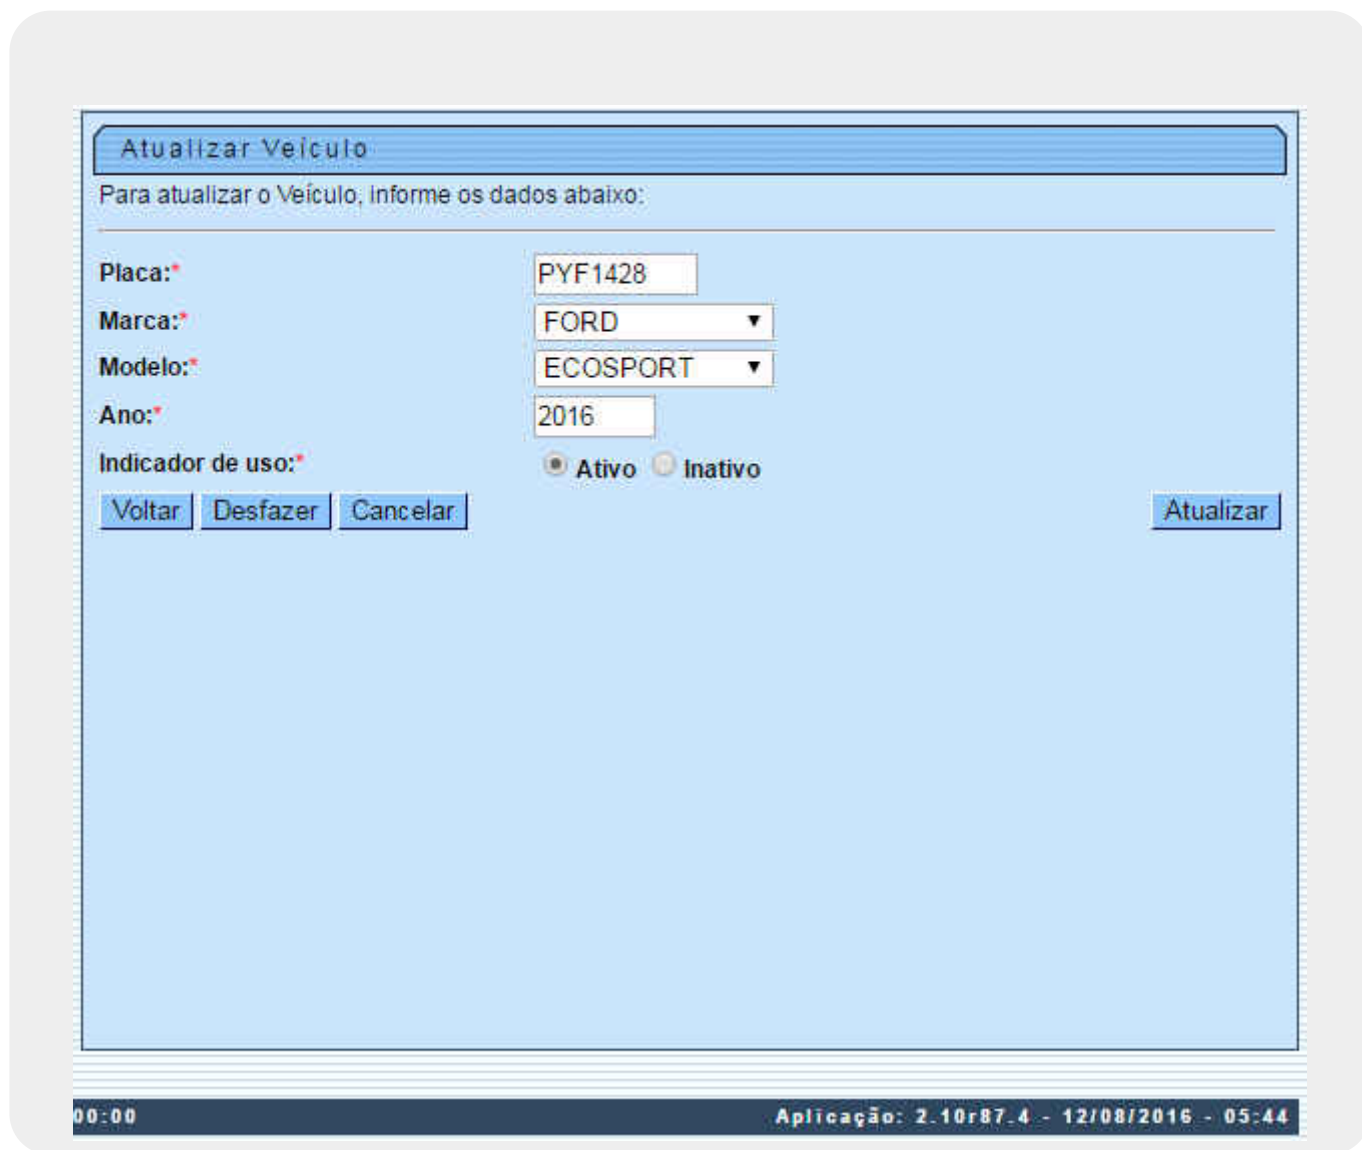 Atualizar Veículo
Para atualizar o Veículo, informe os dados abaixo:
Placa:* PYF1428
Marca:* FORD
Modelo:* ECOSPORT
Ano:* 2016
Indicador de uso:* Ativo Inativo
Voltar Desfazer Cancelar Atualizar
00:00 Aplicação: 2.10r87.4 - 12/08/2016 - 05:44